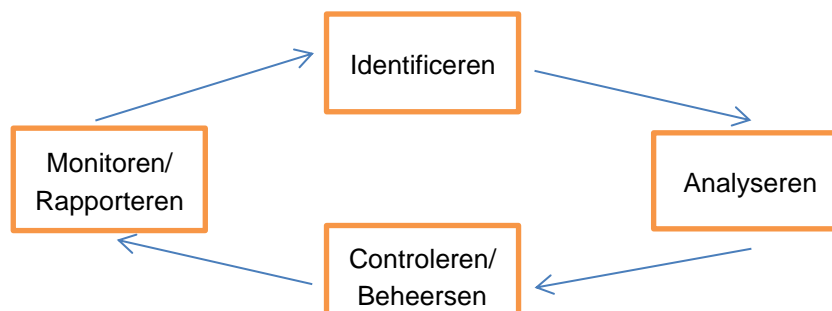 Identificeren
Analyseren
Controleren/
Beheersen
Monitoren/
Rapporteren